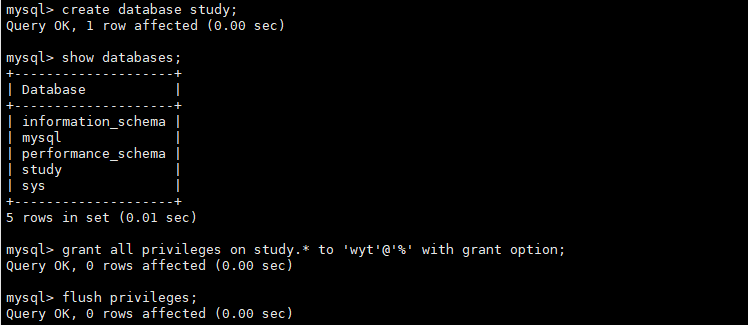 mysql> create database study;
Query OK, 1 row affected (0.00 sec)
mysql> show databases;
+--------------------+
| Database           |
+--------------------+
| information_schema |
| mysql              |
| performance_schema |
| study              |
| sys                |
+--------------------+
5 rows in set (0.01 sec)
mysql> grant all privileges on study.* to 'wyt'@'%' with grant option;
Query OK, 0 rows affected (0.00 sec)
mysql> flush privileges;
Query OK, 0 rows affected (0.00 sec)